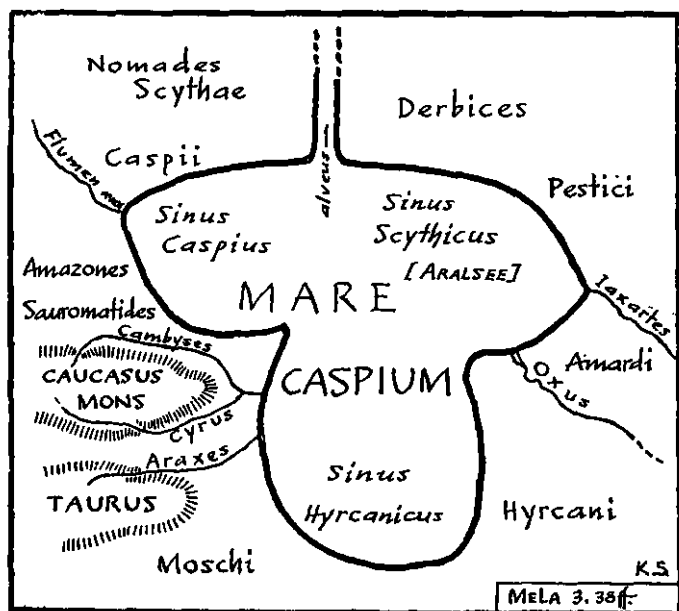 Nomades
Scythae
Derbices
Flumen
Caspii
alveus
Pestici
Sinus
Caspius
Sinus
Scythicus
[ARALSEE]
Amazones
Sauromatides
MARE
Iaxartes
Cambyses
CAUCASUS
MONS
CASPIUM
Amardi
Oxus
Cyrus
Araxes
TAURUS
Sinus
Hyrcanicus
Hyrcani
Moschi
K.S.
MELA 3.38ff.